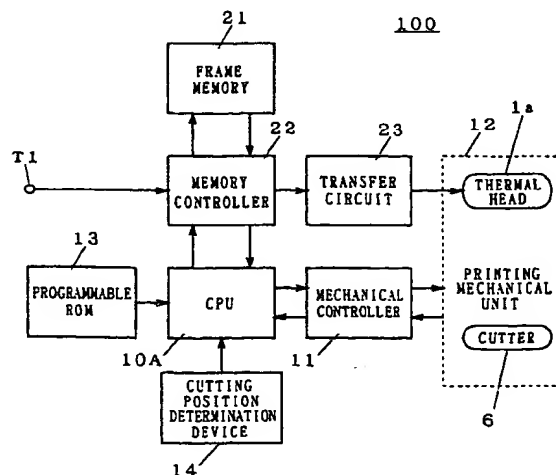 21
100
FRAME
MEMORY
1a
22
23
12
T1
MEMORY
CONTROLLER
TRANSFER
CIRCUIT
THERMAL
HEAD
13
PROGRAMMABLE
ROM
CPU
MECHANICAL
CONTROLLER
PRINTING
MECHANICAL
UNIT
CUTTER
10A
11
6
CUTTING
POSITION
DETERMINATION
DEVICE
14